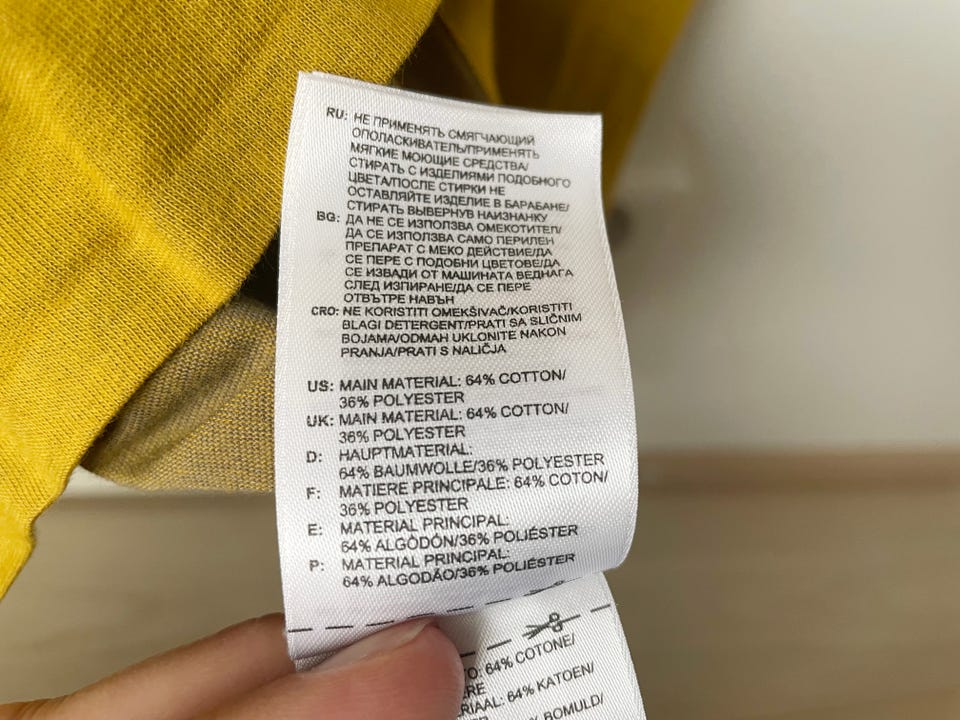 RU: НЕ ПРИМЕНЯТЬ СМЯГЧАЮЩИЙ
ОПОЛАСКИВАТЕЛЬ/ПРИМЕНЯТЬ
МЯГКИЕ МОЮЩИЕ СРЕДСТВА/
СТИРАТЬ С ИЗДЕЛИЯМИ ПОДОБНОГО
ЦВЕТА/ПОСЛЕ СТИРКИ НЕ
ОСТАВЛЯЙТЕ ИЗДЕЛИЕ В БАРАБАНЕ/
СТИРАТЬ ВЫВЕРНУВ НАИЗНАНКУ
BG: ДА НЕ СЕ ИЗПОЛЗВА ОМЕКОТИТЕЛ/
ДА СЕ ИЗПОЛЗВА САМО ПЕРИЛЕН
ПРЕПАРАТ С МЕКО ДЕЙСТВИЕ/ДА
СЕ ПЕРЕ С ПОДОБНИ ЦВЕТОВЕ/ДА
СЕ ИЗВАДИ ОТ МАШИНАТА ВЕДНАГА
СЛЕД ИЗПИРАНЕ/ДА СЕ ПЕРЕ
ОТВЪТРЕ НАВЪН
CRO: NE KORISTITI OMEKŠIVAČ/KORISTITI
BLAGI DETERGENT/PRATI SA SLIČNIM
BOJAMA/ODMAH UKLONITE NAKON
PRANJA/PRATI S NALIČJA
US: MAIN MATERIAL: 64% COTTON/
36% POLYESTER
UK: MAIN MATERIAL: 64% COTTON/
36% POLYESTER
D: HAUPTMATERIAL:
64% BAUMWOLLE/36% POLYESTER
F: MATIERE PRINCIPALE: 64% COTON/
36% POLYESTER
E: MATERIAL PRINCIPAL:
64% ALGÒDÓN/36% POLIÉSTER
P: MATERIAL PRINCIPAL:
64% ALGODÃO/36% POLIÉSTER
64% COTONE/
64% KATOEN/
BOMULD/